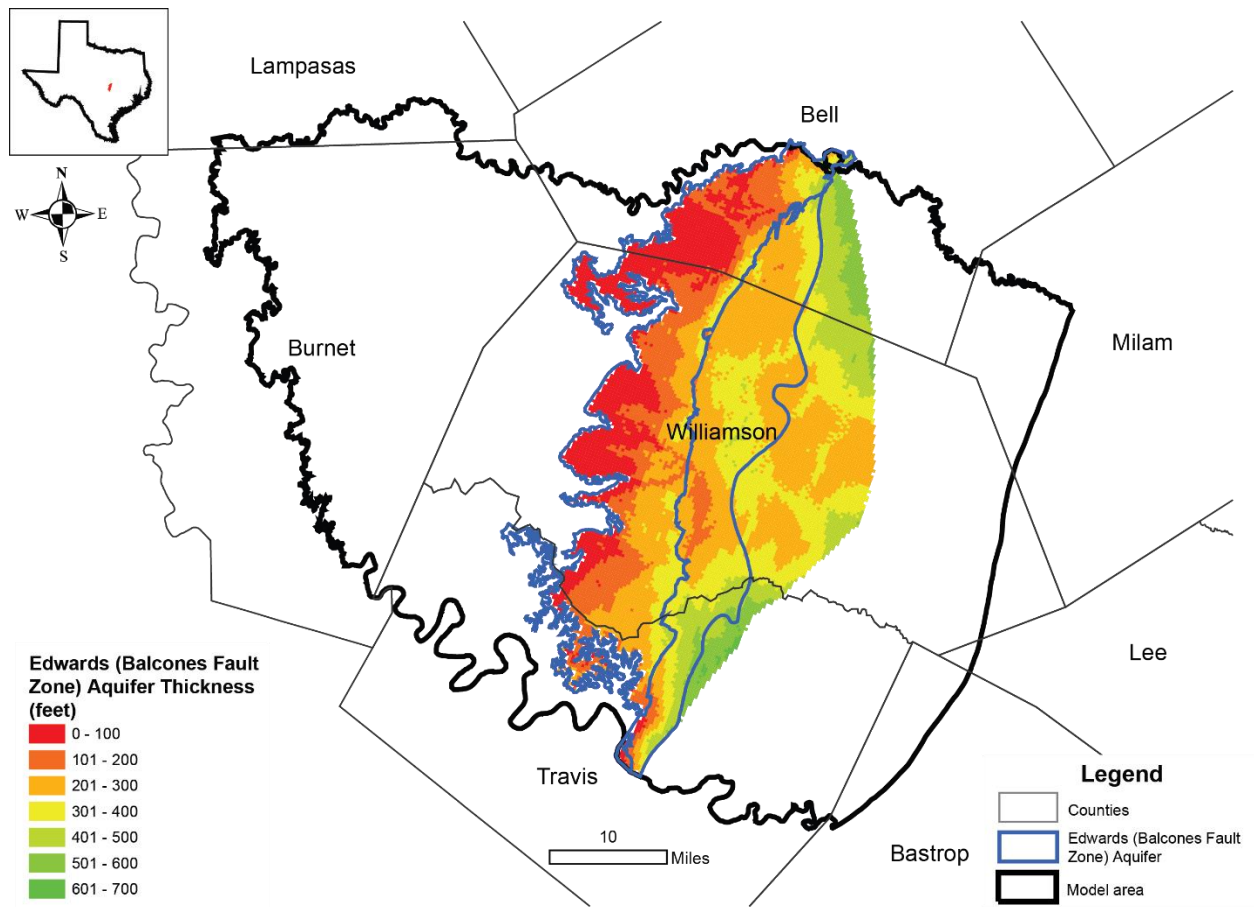 Lampasas
Bell
N
W E
S
Burnet
Milam
Williamson
Edwards (Balcones Fault
Zone) Aquifer Thickness
(feet)
0 - 100
101 - 200
201 - 300
301 - 400
401 - 500
501 - 600
601 - 700
Lee
Travis
10
Miles
Bastrop
Legend
Counties
Edwards (Balcones Fault
Zone) Aquifer
Model area